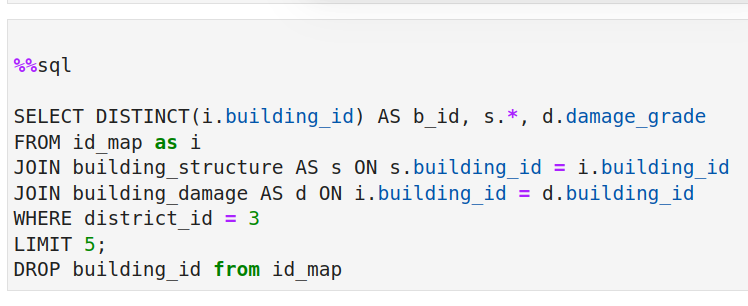 %%sql
SELECT DISTINCT(i.building_id) AS b_id, s.*, d.damage_grade
FROM id_map as i
JOIN building_structure AS s ON s.building_id = i.building_id
JOIN building_damage AS d ON i.building_id = d.building_id
WHERE district_id = 3
LIMIT 5;
DROP building_id from id_map